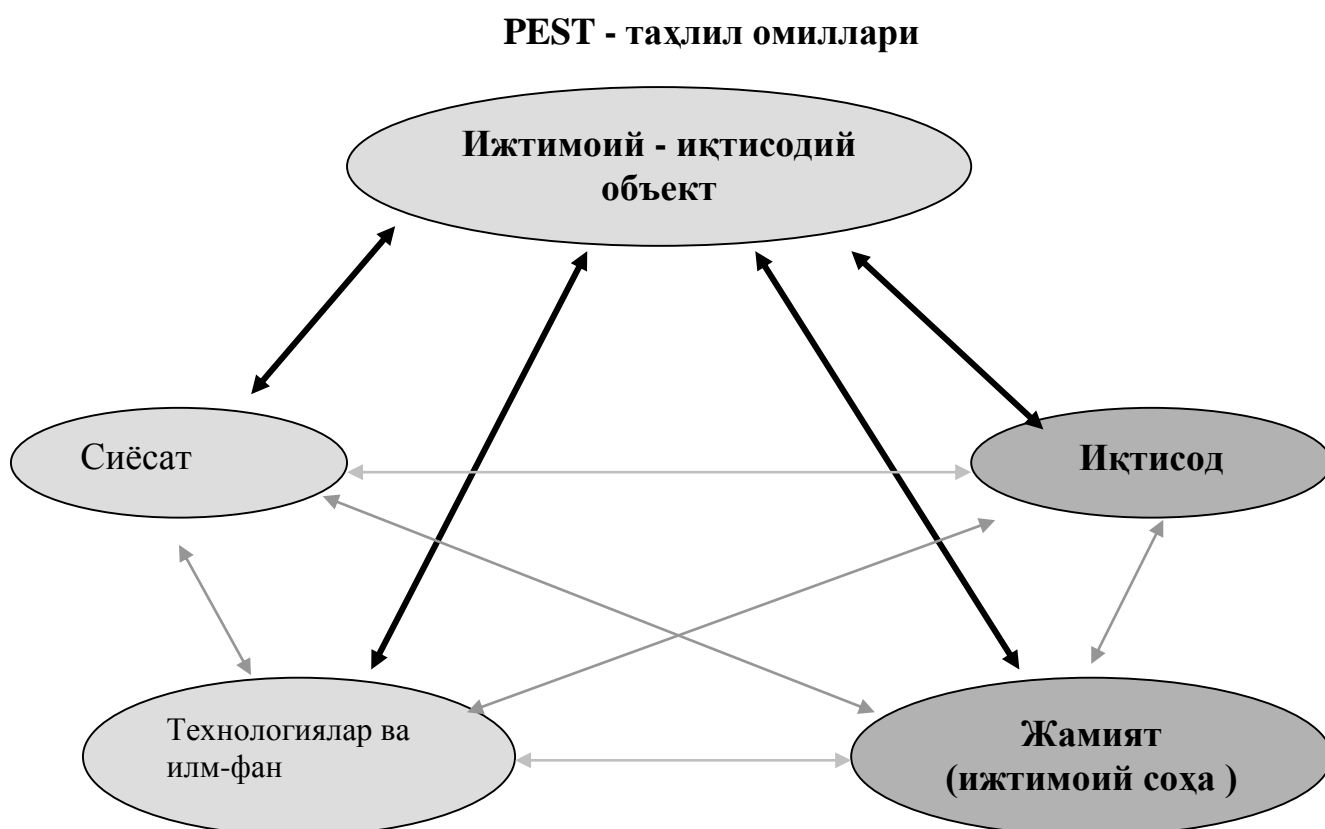 PEST - таҳлил омиллари
Ижтимоий - иқтисодий
объект
Сиёсат
Иқтисод
Технологиялар ва
илм-фан
Жамият
(ижтимоий соҳа )